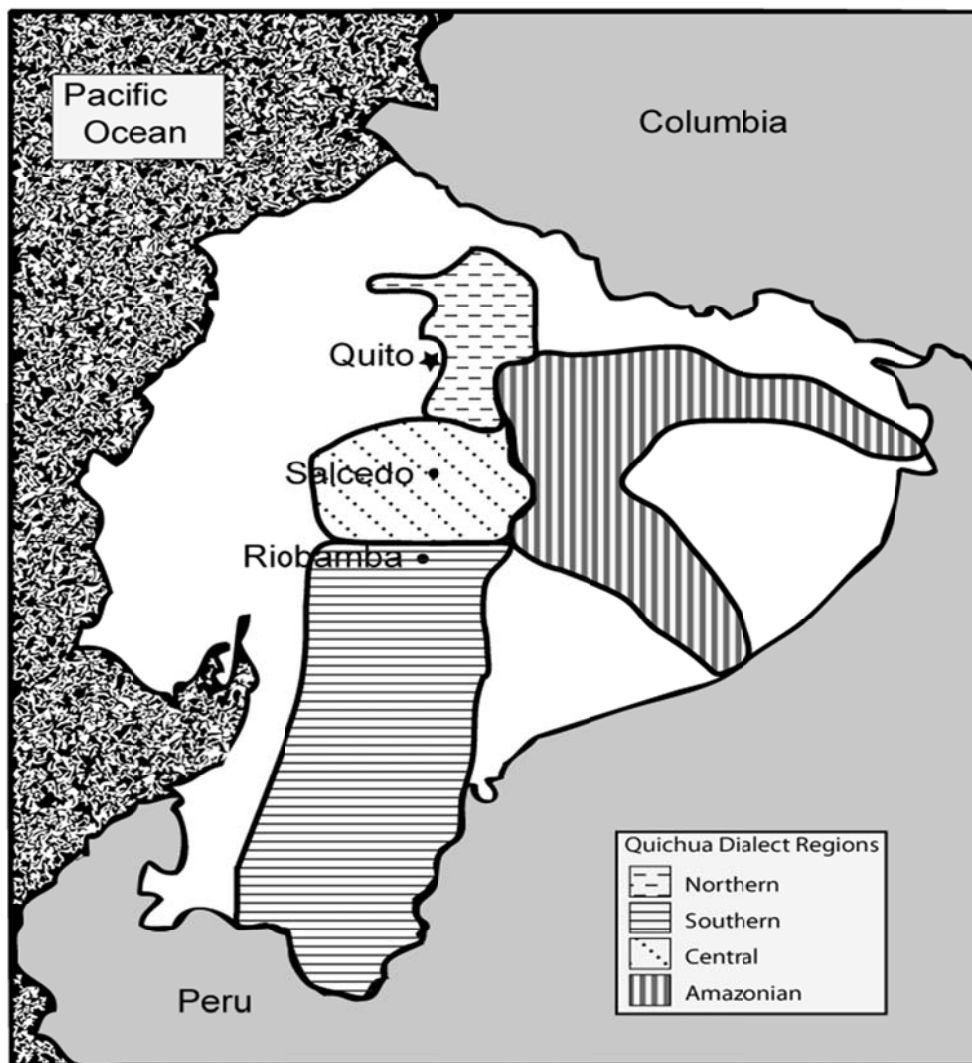 Pacific
Ocean
Columbia
Quito
Salcedo
Riobamba
Peru
Quichua Dialect Regions
Northern
Southern
Central
Amazonian